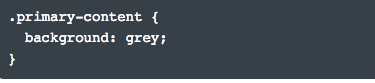 .primary-content {
  background: grey;
}